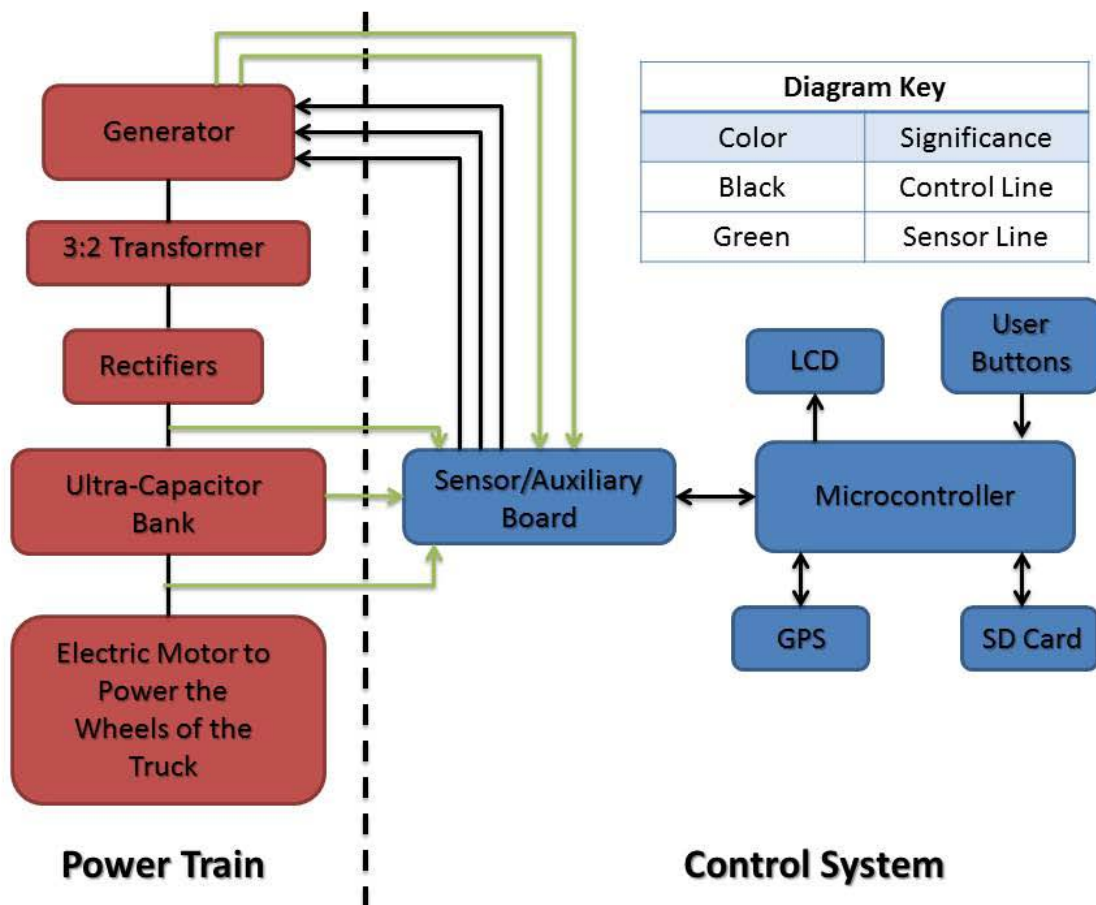 Generator
3:2 Transformer
Rectifiers
Ultra-Capacitor
Bank
Electric Motor to
Power the
Wheels of the
Truck
Power Train
Diagram Key
Color Significance
Black Control Line
Green Sensor Line
LCD
User
Buttons
Sensor/Auxiliary
Board
Microcontroller
GPS
SD Card
Control System